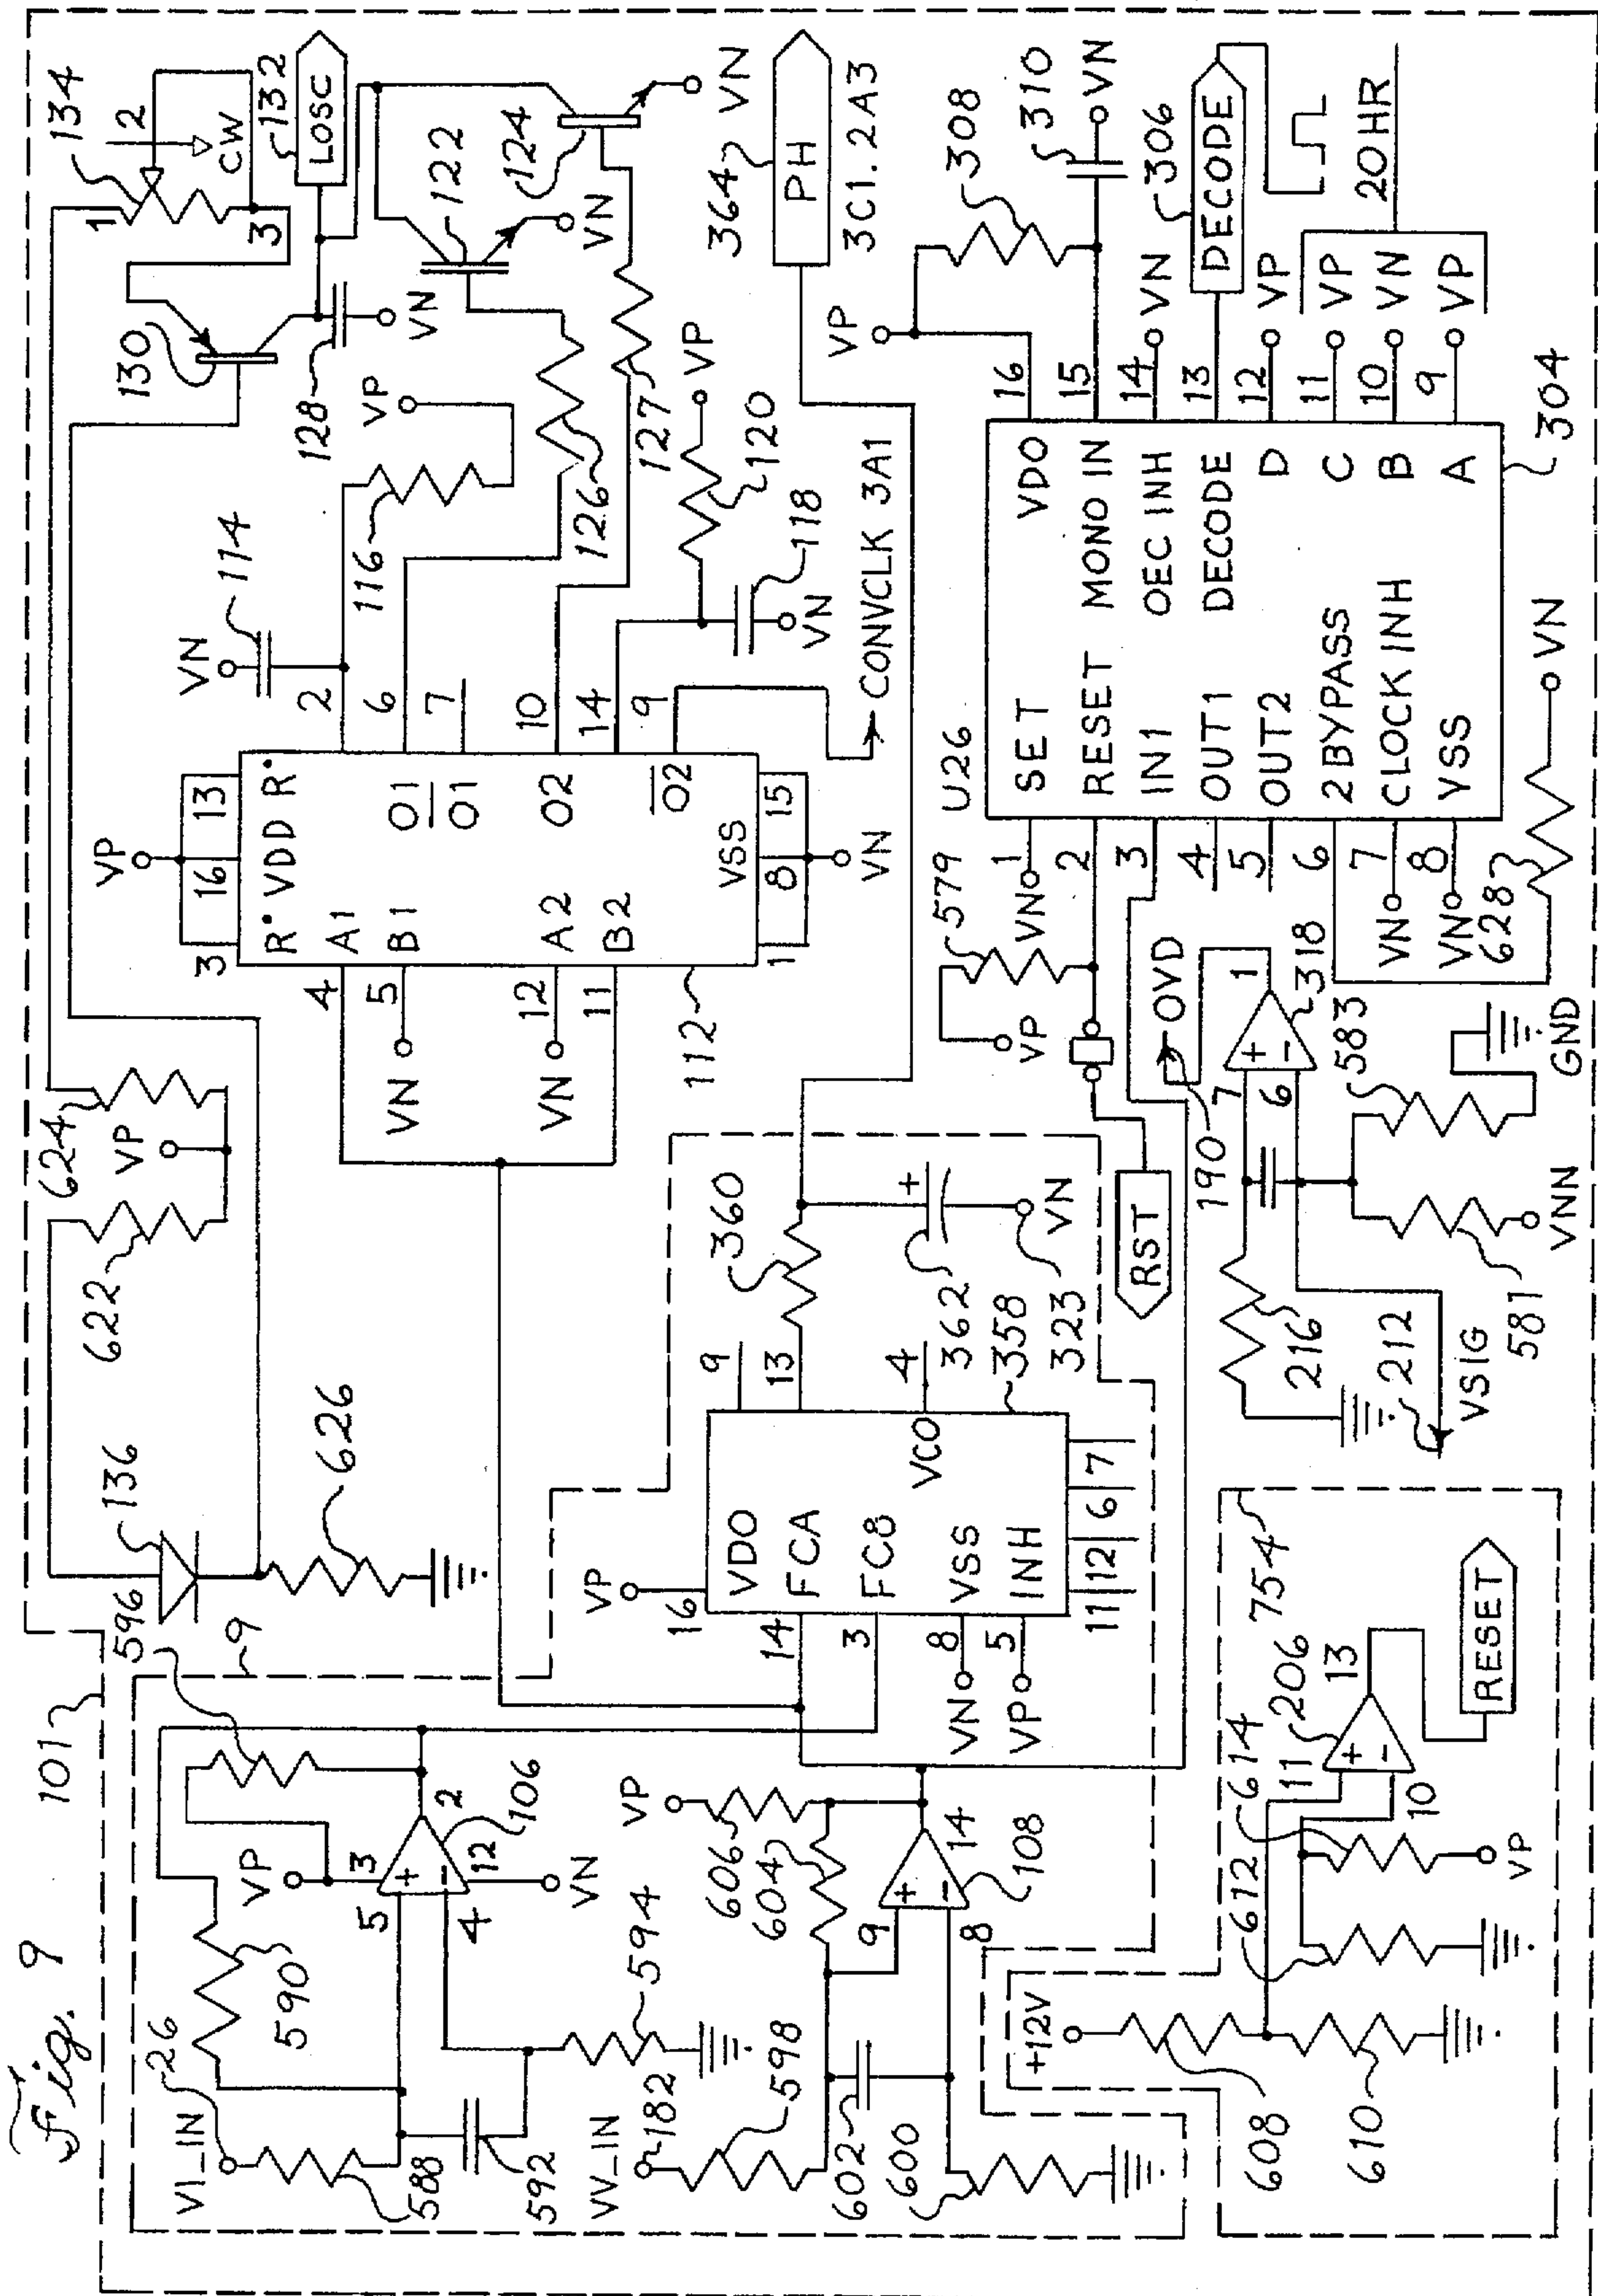 Fig. 9
101
VI_IN
26
588
590
592
5
4
VP
3
+
-
12
VN
2
106
594
596
9
VV_IN
182
598
602
600
VP
606
604
9
8
+
-
14
108
136
626
622
624
VP
VP
16
VDO
FCA
FC8
VSS
INH
VCO
14
3
VN
8
VP
5
11
12
6
7
9
13
4
360
+
362
358
323
VN
VP
3
16
13
R• VDD R•
A1
B1
A2
B2
O1
O1
O2
O2
VSS
4
5
12
11
VN
VN
112
1
8
15
VN
2
6
7
10
14
9
VN
114
116
VP
126
127
120
VP
118
VN
CONVCLK 3A1
130
128
VN
1
134
2
CW
3
132
LOSC
122
VN
124
VN
364
PH
3C1.2A3
U26
579
VP
RST
VN
1
2
3
4
5
6
7
8
VN
VN
628
VN
SET
RESET
IN1
OUT1
OUT2
2BYPASS
CLOCK INH
VSS
VDO
MONO IN
OEC INH
DECODE
D
C
B
A
304
16
15
14
13
12
11
10
9
VP
308
310
VN
VN
306
DECODE
VP
VP
VN
VP
20HR
OVD
190
7
6
+
-
1
318
216
212
VSIG
581
VNN
583
GND
+12V
608
610
612
614
VP
11
10
+
-
206
13
RESET
754